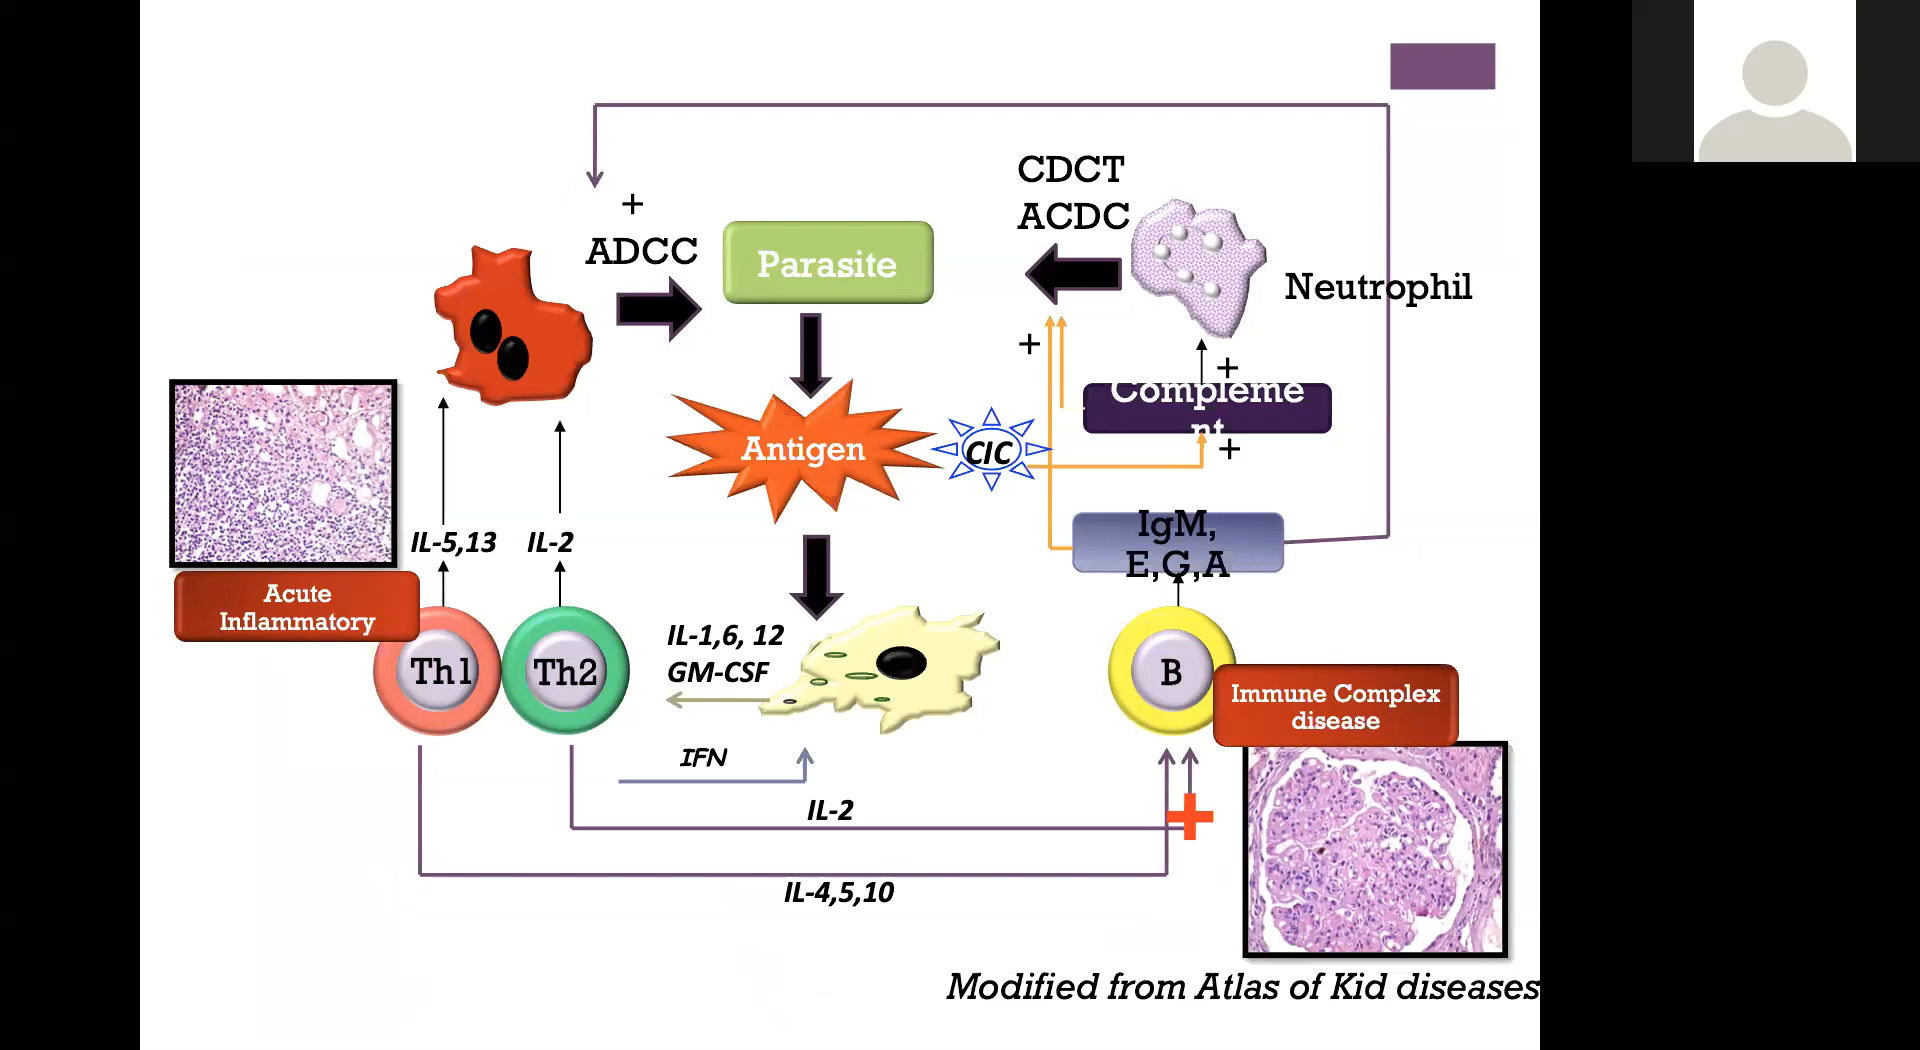 CDCT
ACDC
+
ADCC
Parasite
Neutrophil
+
+
Compleme
nt
Antigen
CIC
+
IgM,
E,G,A
IL-5,13
IL-2
Acute
Inflammatory
Th1
Th2
IL-1,6, 12
GM-CSF
B
Immune Complex
disease
IFN
IL-2
IL-4,5,10
Modified from Atlas of Kid diseases